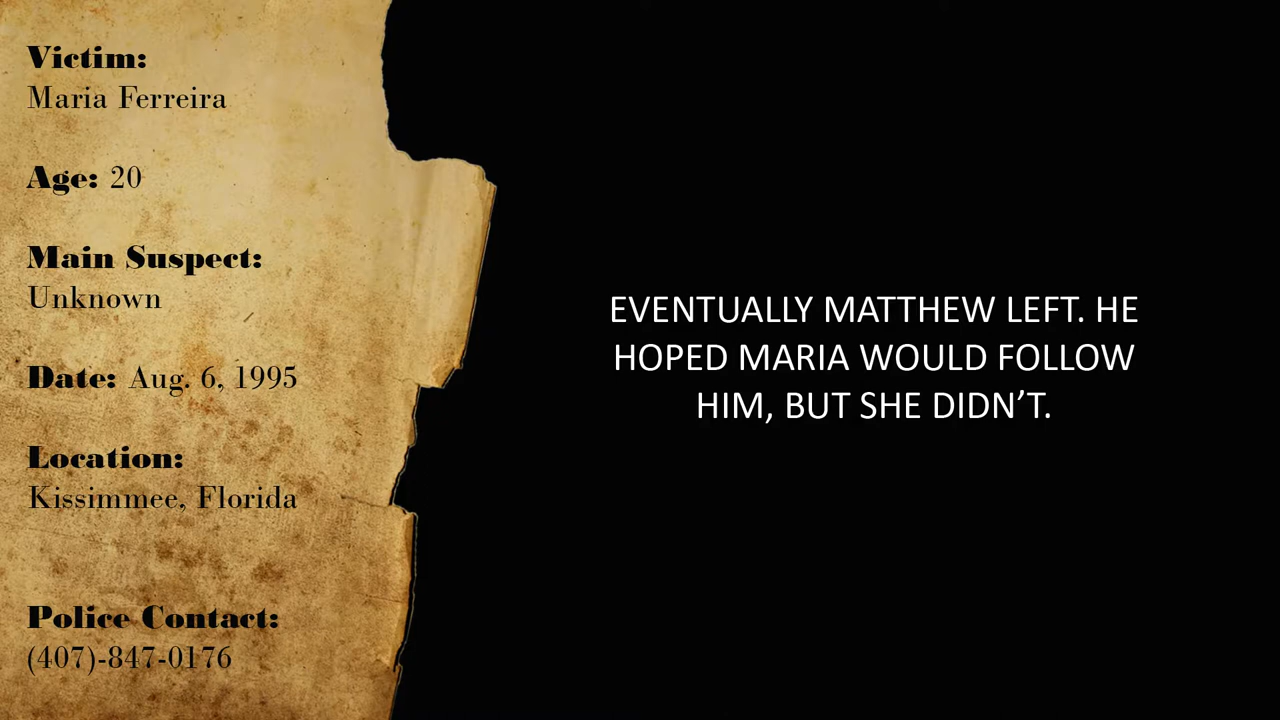 Victim:
Maria Ferreira
Age: 20
Main Suspect:
Unknown
Date: Aug. 6, 1995
Location:
Kissimmee, Florida
Police Contact:
(407)-847-0176
EVENTUALLY MATTHEW LEFT. HE
HOPED MARIA WOULD FOLLOW
HIM, BUT SHE DIDN’T.